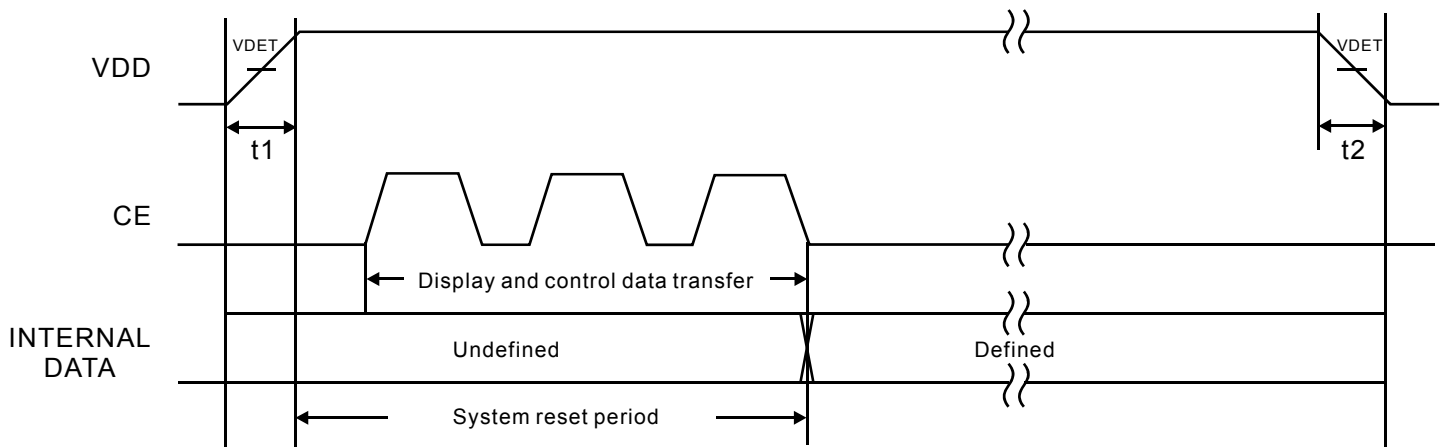 VDET
VDD
VDET
t1
t2
CE
Display and control data transfer
INTERNAL
DATA
Undefined
Defined
System reset period